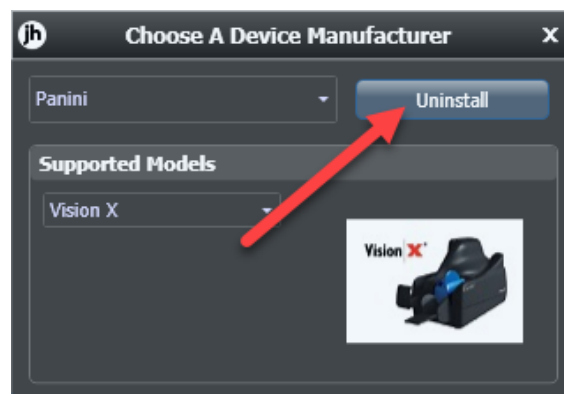 jh
Choose A Device Manufacturer
X
Panini
Uninstall
Supported Models
Vision X
Vision X